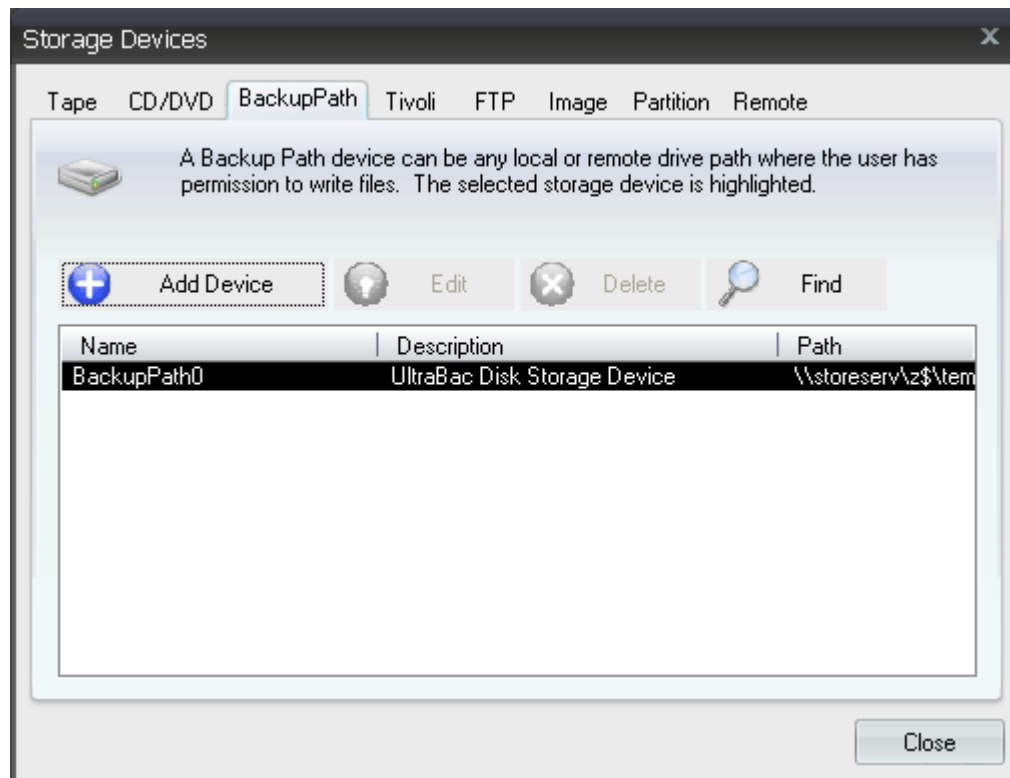 Storage Devices x
Tape CD/DVD BackupPath Tivoli FTP Image Partition Remote
A Backup Path device can be any local or remote drive path where the user has
permission to write files. The selected storage device is highlighted.
Add Device Edit Delete Find
Name Description Path
BackupPath0 UltraBac Disk Storage Device \\storeserv\z$\tem
Close